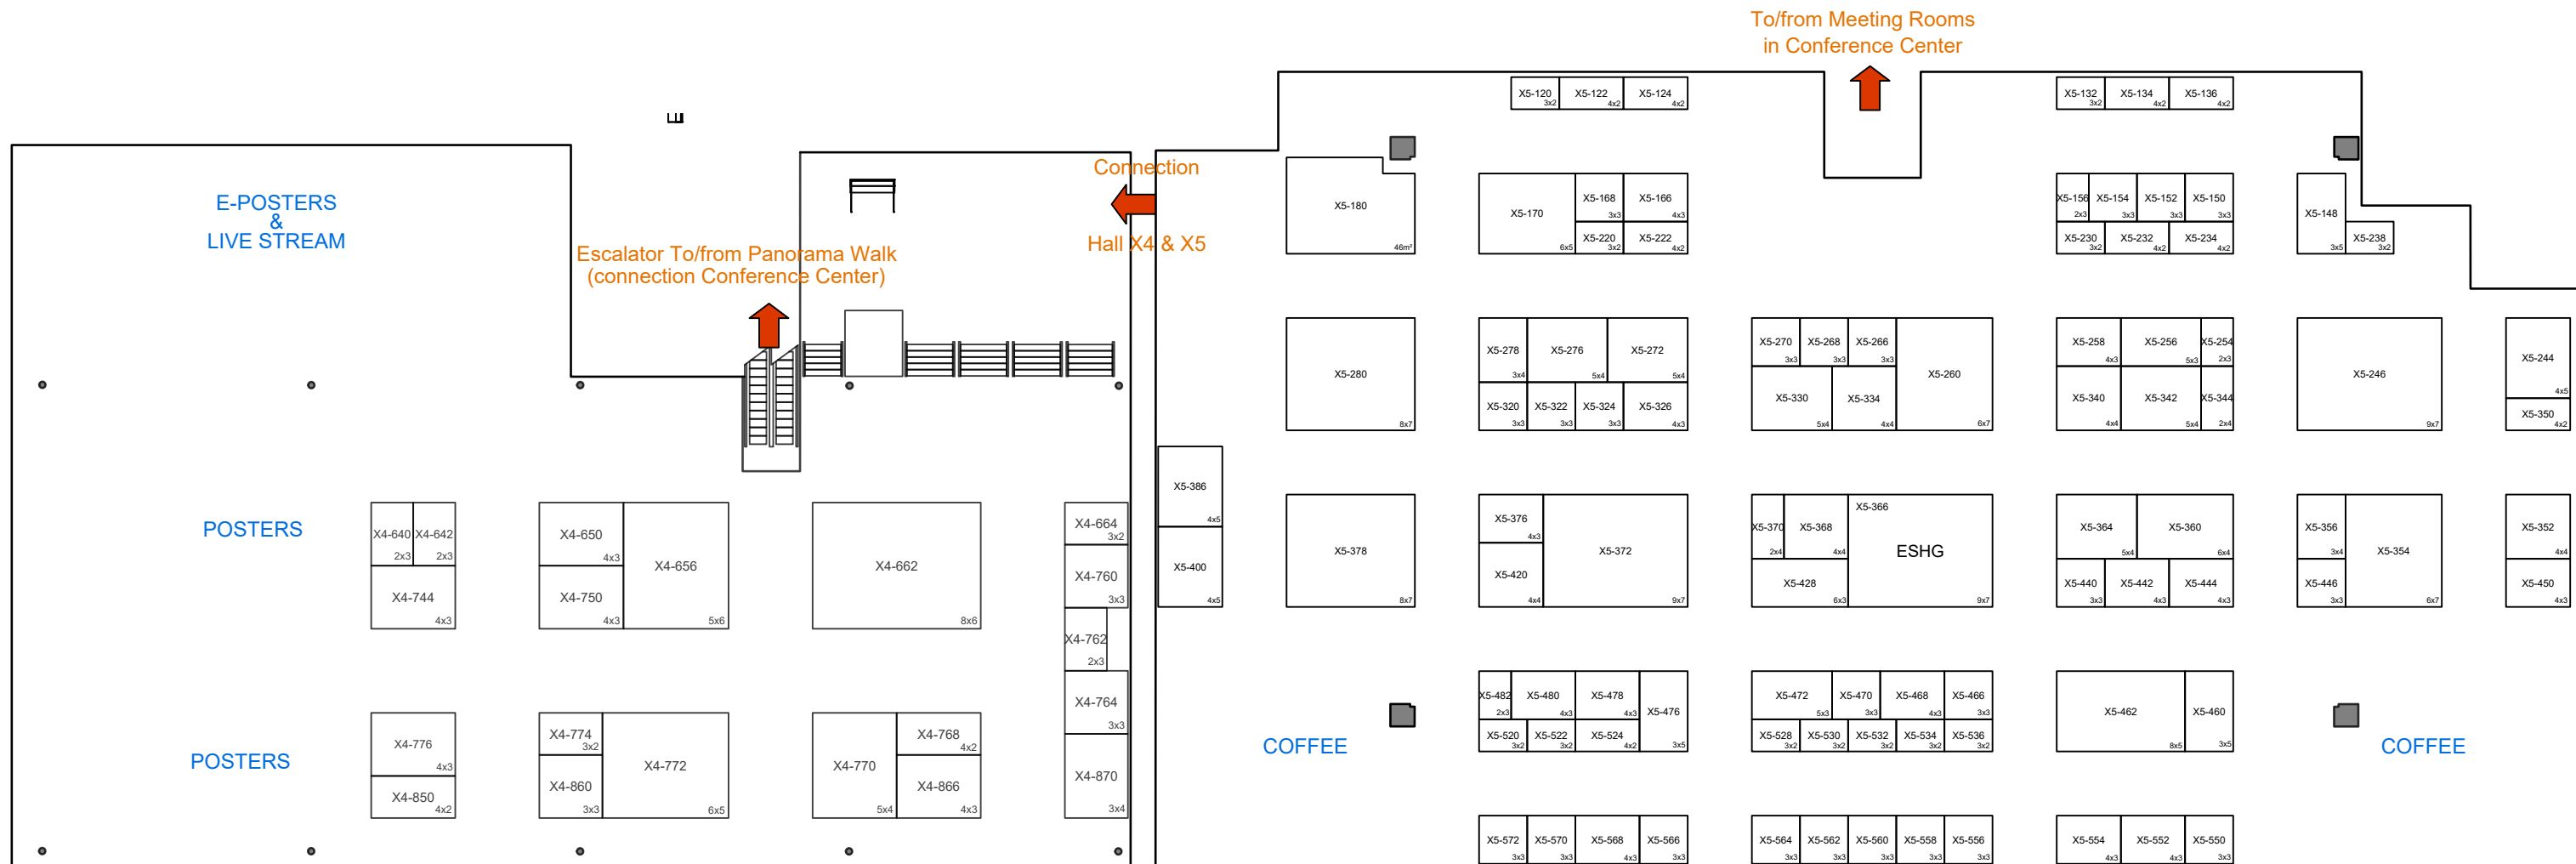 To/from Meeting Rooms
in Conference Center
X5-120
3x2
X5-122
4x2
X5-124
4x2
X5-132
3x2
X5-134
4x2
X5-136
4x2
E
Connection
Hall X4 & X5
E-POSTERS
&
LIVE STREAM
Escalator To/from Panorama Walk
(connection Conference Center)
X5-180
46m²
X5-170
6x5
X5-168
3x3
X5-166
4x3
X5-220
3x2
X5-222
4x2
X5-156
2x3
X5-154
3x3
X5-152
3x3
X5-150
3x3
X5-230
3x2
X5-232
4x2
X5-234
4x2
X5-148
3x5
X5-238
3x2
X5-280
8x7
X5-278
3x4
X5-276
5x4
X5-272
5x4
X5-320
3x3
X5-322
3x3
X5-324
3x3
X5-326
4x3
X5-270
3x3
X5-268
3x3
X5-266
3x3
X5-260
6x7
X5-330
5x4
X5-334
4x4
X5-258
4x3
X5-256
5x3
X5-254
2x3
X5-340
4x4
X5-342
5x4
X5-344
2x4
X5-246
9x7
X5-244
4x5
X5-350
4x2
X5-386
4x5
X5-400
4x5
X5-378
8x7
X5-376
4x3
X5-420
4x4
X5-372
9x7
X5-370
2x4
X5-368
4x4
X5-366
ESHG
9x7
X5-428
6x3
X5-364
5x4
X5-360
6x4
X5-440
3x3
X5-442
4x3
X5-444
4x3
X5-356
3x4
X5-446
3x3
X5-354
6x7
X5-352
4x4
X5-450
4x3
POSTERS
X4-640
2x3
X4-642
2x3
X4-744
4x3
X4-650
4x3
X4-750
4x3
X4-656
5x6
X4-662
8x6
X4-664
3x2
X4-760
3x3
X4-762
2x3
X4-764
3x3
X4-870
3x4
POSTERS
X4-776
4x3
X4-850
4x2
X4-774
3x2
X4-860
3x3
X4-772
6x5
X4-770
5x4
X4-768
4x2
X4-866
4x3
COFFEE
X5-482
2x3
X5-480
4x3
X5-478
4x3
X5-476
3x5
X5-520
3x2
X5-522
3x2
X5-524
4x2
X5-472
5x3
X5-470
3x3
X5-468
4x3
X5-466
3x3
X5-528
3x2
X5-530
3x2
X5-532
3x2
X5-534
3x2
X5-536
3x2
X5-462
8x5
X5-460
3x5
COFFEE
X5-572
3x3
X5-570
3x3
X5-568
4x3
X5-566
3x3
X5-564
3x3
X5-562
3x3
X5-560
3x3
X5-558
3x3
X5-556
3x3
X5-554
4x3
X5-552
4x3
X5-550
3x3